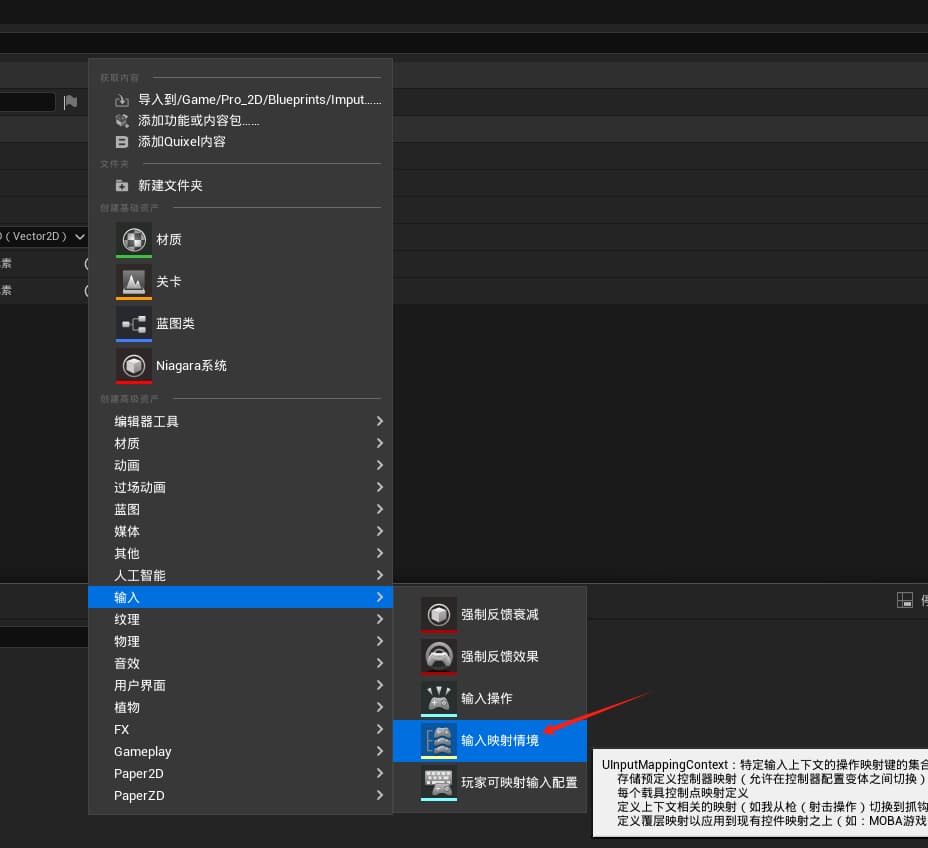 获取内容
导入到/Game/Pro_2D/Blueprints/Imput......
添加功能或内容包......
添加Quixel内容
文件夹
新建文件夹
创建基础资产
( Vector2D )
材质
素
素
关卡
蓝图类
Niagara系统
创建高级资产
编辑器工具
材质
动画
过场动画
蓝图
媒体
其他
人工智能
输入
纹理
物理
音效
用户界面
植物
FX
Gameplay
Paper2D
PaperZD
强制反馈衰减
强制反馈效果
输入操作
输入映射情境
玩家可映射输入配置
UInputMappingContext：特定输入上下文的操作映射键的集合
存储预定义控制器映射（允许在控制器配置变体之间切换）
每个载具控制点映射定义
定义上下文相关的映射（如我从枪（射击操作）切换到抓钩
定义覆层映射以应用到现有控件映射之上（如：MOBA游戏